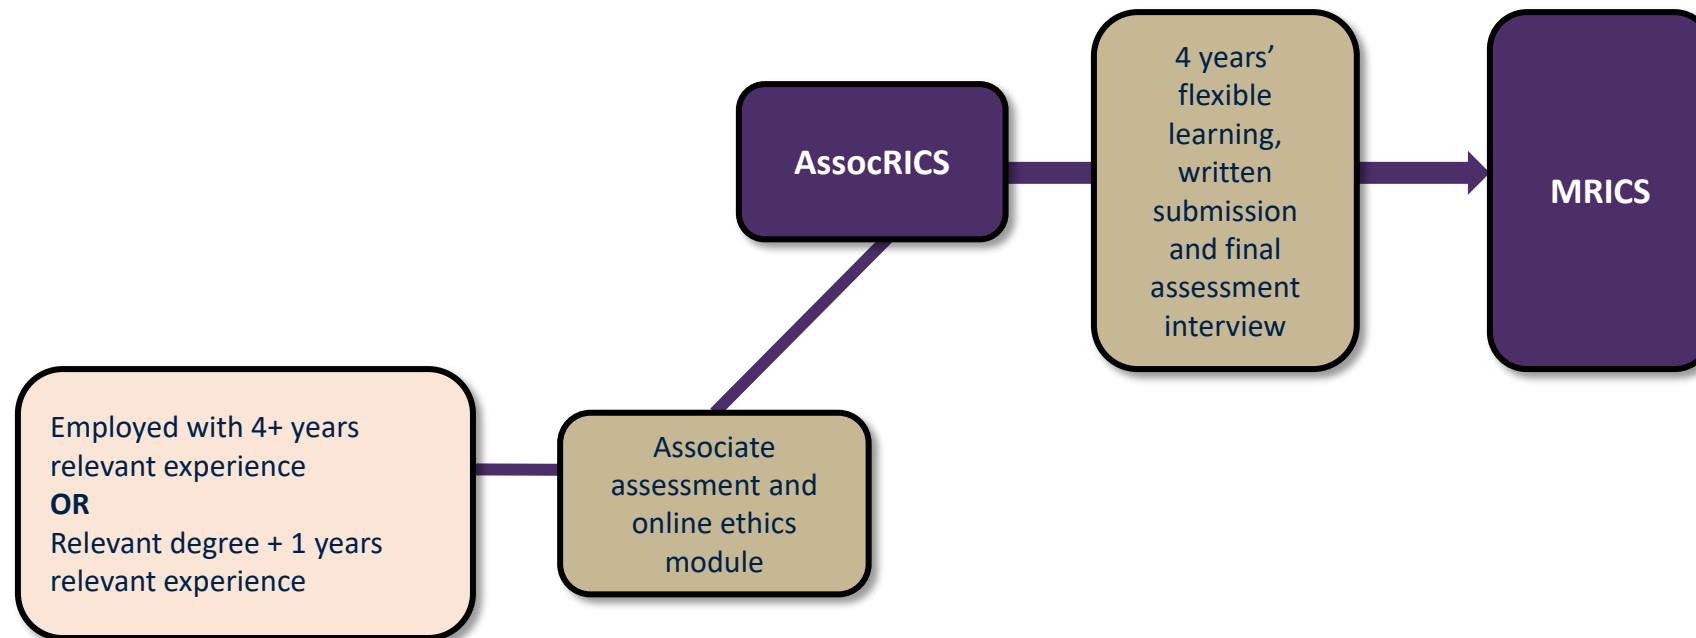 Employed with 4+ years
relevant experience
OR
Relevant degree + 1 years
relevant experience
Associate
assessment and
online ethics
module
AssocRICS
4 years’
flexible
learning,
written
submission
and final
assessment
interview
MRICS